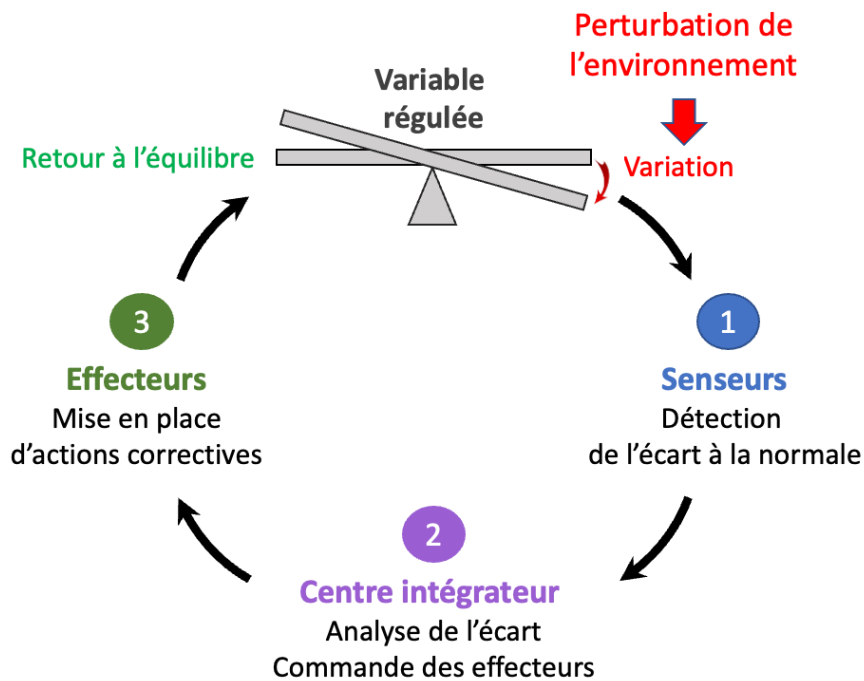 Perturbation de
l’environnement
Variable
régulée
Retour à l’équilibre
Variation
1
Senseurs
Détection
de l’écart à la normale
2
Centre intégrateur
Analyse de l’écart
Commande des effecteurs
3
Effecteurs
Mise en place
d’actions correctives